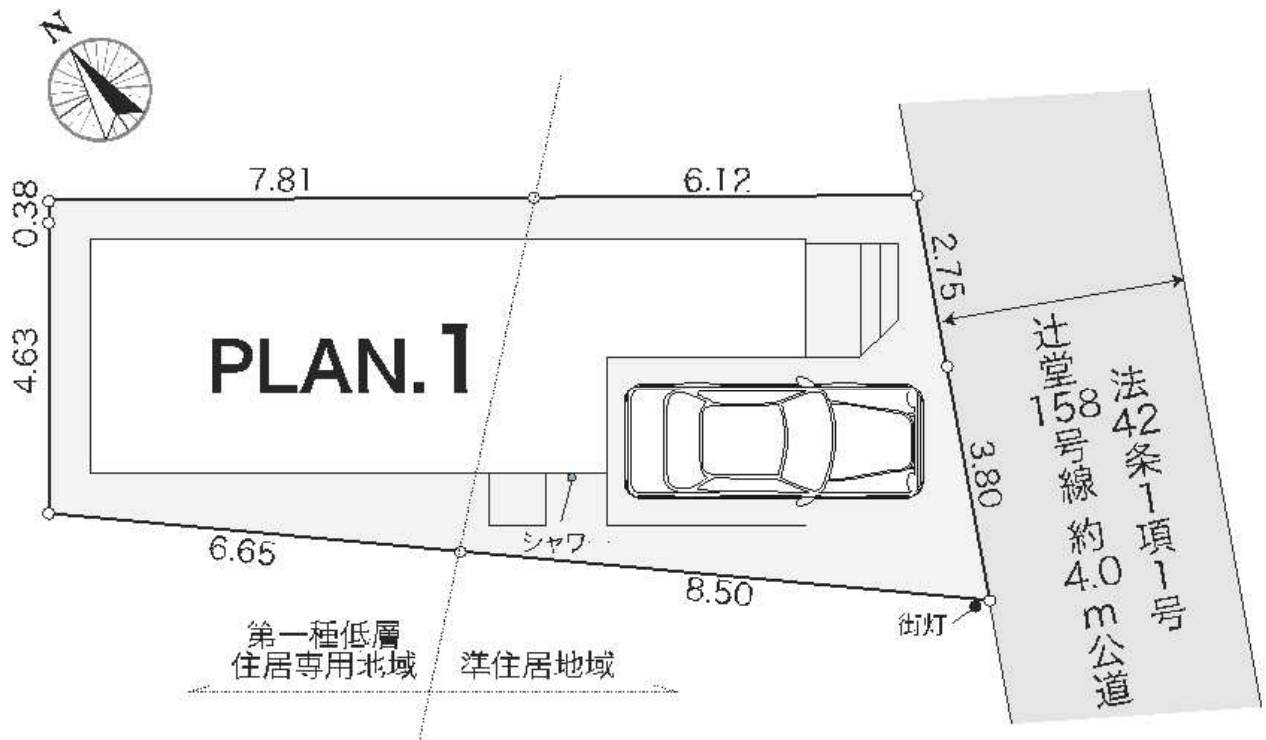 N
7.81
6.12
0.38
4.63
2.75
3.80
PLAN.1
シャワー
6.65
8.50
街灯
第一種低層
住居専用地域
準住居地域
法42条1項1号
辻堂158号線 約4.0m公道